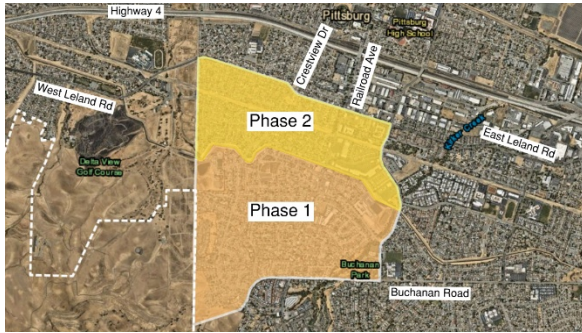 Highway 4
Pittsburg
Pittsburg
High School
Crestview Dr
Railroad Ave
West Leland Rd
Phase 2
East Leland Rd
Delta View
Golf Course
Phase 1
Buchanan
Park
Buchanan Road